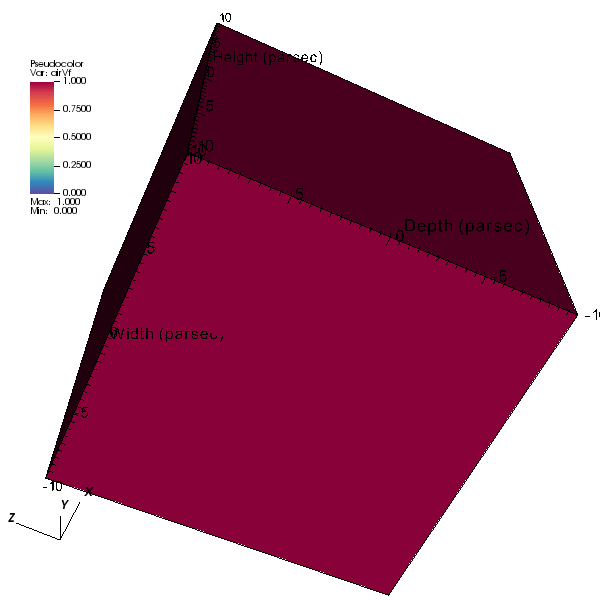 Pseudocolor
Var: airVf
1.000
0.7500
0.5000
0.2500
0.000
Max: 1.000
Min: 0.000
10
Height (parsec)
5
10
5
Depth (parsec)
0
-5
-10
5
Width (parsec)
-5
-10
X
Y
Z